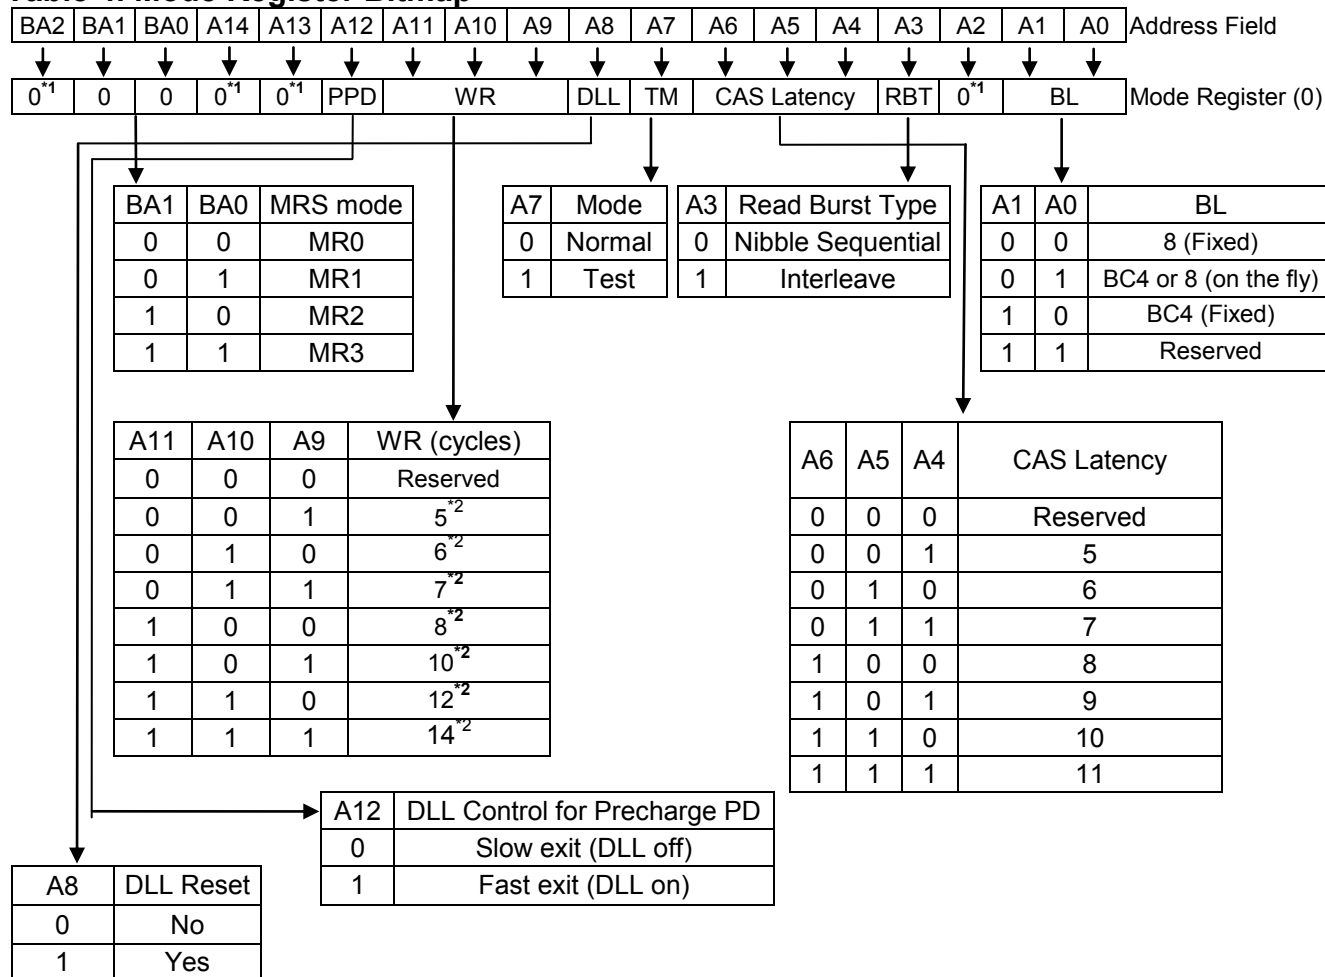 Table 4. Mode Register Bitmap
BA2 BA1 BA0 A14 A13 A12 A11 A10 A9 A8 A7 A6 A5 A4 A3 A2 A1 A0 Address Field
0*1 0 0 0*1 0*1 PPD WR DLL TM CAS Latency RBT 0*1 BL Mode Register (0)
BA1 BA0 MRS mode
0 0 MR0
0 1 MR1
1 0 MR2
1 1 MR3
A7 Mode
0 Normal
1 Test
A3 Read Burst Type
0 Nibble Sequential
1 Interleave
A1 A0 BL
0 0 8 (Fixed)
0 1 BC4 or 8 (on the fly)
1 0 BC4 (Fixed)
1 1 Reserved
A11 A10 A9 WR (cycles)
0 0 0 Reserved
0 0 1 5*2
0 1 0 6*2
0 1 1 7*2
1 0 0 8*2
1 0 1 10*2
1 1 0 12*2
1 1 1 14*2
A6 A5 A4 CAS Latency
0 0 0 Reserved
0 0 1 5
0 1 0 6
0 1 1 7
1 0 0 8
1 0 1 9
1 1 0 10
1 1 1 11
A12 DLL Control for Precharge PD
0 Slow exit (DLL off)
1 Fast exit (DLL on)
A8 DLL Reset
0 No
1 Yes